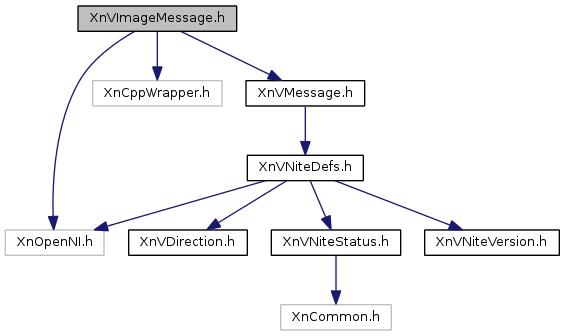 XnVImageMessage.h
XnCppWrapper.h
XnVMessage.h
XnVNiteDefs.h
XnOpenNI.h
XnVDirection.h
XnVNiteStatus.h
XnVNiteVersion.h
XnCommon.h